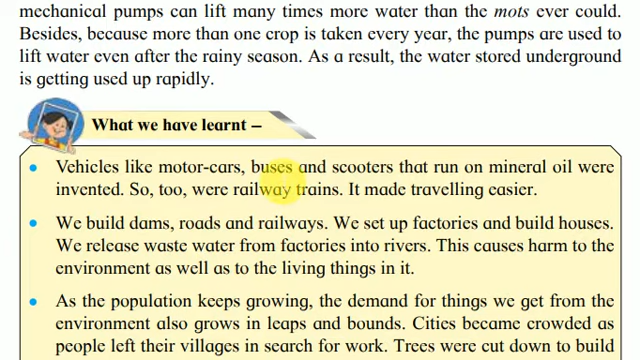 mechanical pumps can lift many times more water than the mots ever could.
Besides, because more than one crop is taken every year, the pumps are used to
lift water even after the rainy season. As a result, the water stored underground
is getting used up rapidly.
What we have learnt –
• Vehicles like motor-cars, buses and scooters that run on mineral oil were
invented. So, too, were railway trains. It made travelling easier.
• We build dams, roads and railways. We set up factories and build houses.
We release waste water from factories into rivers. This causes harm to the
environment as well as to the living things in it.
• As the population keeps growing, the demand for things we get from the
environment also grows in leaps and bounds. Cities became crowded as
people left their villages in search for work. Trees were cut down to build